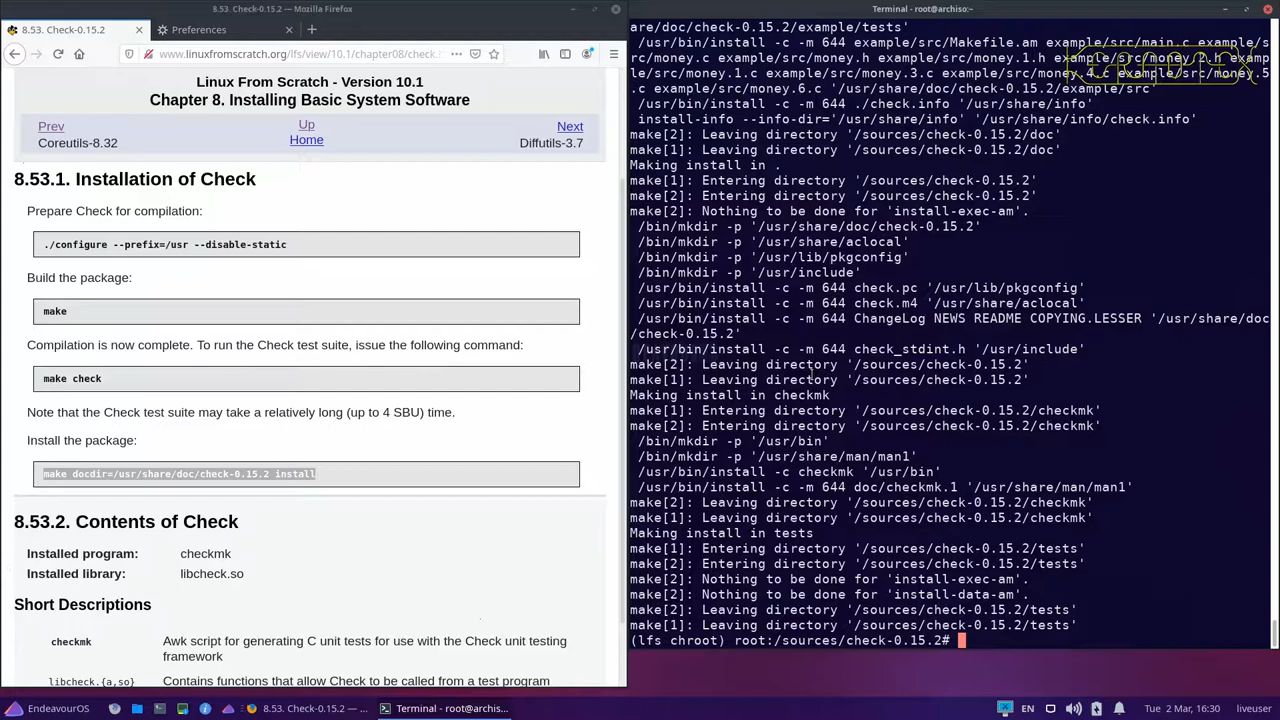 8.53. Check-0.15.2 — Mozilla Firefox
8.53. Check-0.15.2
Preferences
www.linuxfromscratch.org/lfs/view/10.1/chapter08/check.
Linux From Scratch - Version 10.1
Chapter 8. Installing Basic System Software
Prev
Up
Next
Coreutils-8.32
Home
Diffutils-3.7
8.53.1. Installation of Check
Prepare Check for compilation:
./configure --prefix=/usr --disable-static
Build the package:
make
Compilation is now complete. To run the Check test suite, issue the following command:
make check
Note that the Check test suite may take a relatively long (up to 4 SBU) time.
Install the package:
make docdir=/usr/share/doc/check-0.15.2 install
8.53.2. Contents of Check
Installed program: checkmk
Installed library: libcheck.so
Short Descriptions
checkmk Awk script for generating C unit tests for use with the Check unit testing
framework
libcheck.{a,so} Contains functions that allow Check to be called from a test program
Terminal - root@archiso:~
are/doc/check-0.15.2/example/tests'
/usr/bin/install -c -m 644 example/src/Makefile.am example/src/main.c example/s
rc/money.c example/src/money.h example/src/money.1.h example/src/money.2.h examp
le/src/money.1.c example/src/money.3.c example/src/money.4.c example/src/money.5
.c example/src/money.6.c '/usr/share/doc/check-0.15.2/example/src'
/usr/bin/install -c -m 644 ./check.info '/usr/share/info'
install-info --info-dir='/usr/share/info' '/usr/share/info/check.info'
make[2]: Leaving directory '/sources/check-0.15.2/doc'
make[1]: Leaving directory '/sources/check-0.15.2/doc'
Making install in .
make[1]: Entering directory '/sources/check-0.15.2'
make[2]: Entering directory '/sources/check-0.15.2'
make[2]: Nothing to be done for 'install-exec-am'.
/bin/mkdir -p '/usr/share/doc/check-0.15.2'
/bin/mkdir -p '/usr/share/aclocal'
/bin/mkdir -p '/usr/lib/pkgconfig'
/bin/mkdir -p '/usr/include'
/usr/bin/install -c -m 644 check.pc '/usr/lib/pkgconfig'
/usr/bin/install -c -m 644 check.m4 '/usr/share/aclocal'
/usr/bin/install -c -m 644 ChangeLog NEWS README COPYING.LESSER '/usr/share/doc
/check-0.15.2'
/usr/bin/install -c -m 644 check_stdint.h '/usr/include'
make[2]: Leaving directory '/sources/check-0.15.2'
make[1]: Leaving directory '/sources/check-0.15.2'
Making install in checkmk
make[1]: Entering directory '/sources/check-0.15.2/checkmk'
make[2]: Entering directory '/sources/check-0.15.2/checkmk'
/bin/mkdir -p '/usr/bin'
/bin/mkdir -p '/usr/share/man/man1'
/usr/bin/install -c checkmk '/usr/bin'
/usr/bin/install -c -m 644 doc/checkmk.1 '/usr/share/man/man1'
make[2]: Leaving directory '/sources/check-0.15.2/checkmk'
make[1]: Leaving directory '/sources/check-0.15.2/checkmk'
Making install in tests
make[1]: Entering directory '/sources/check-0.15.2/tests'
make[2]: Entering directory '/sources/check-0.15.2/tests'
make[2]: Nothing to be done for 'install-exec-am'.
make[2]: Nothing to be done for 'install-data-am'.
make[2]: Leaving directory '/sources/check-0.15.2/tests'
make[1]: Leaving directory '/sources/check-0.15.2/tests'
(lfs chroot) root:/sources/check-0.15.2#
EndeavourOS
8.53. Check-0.15.2 — ...
Terminal - root@archis...
EN
Tue 2 Mar, 16:30
liveuser